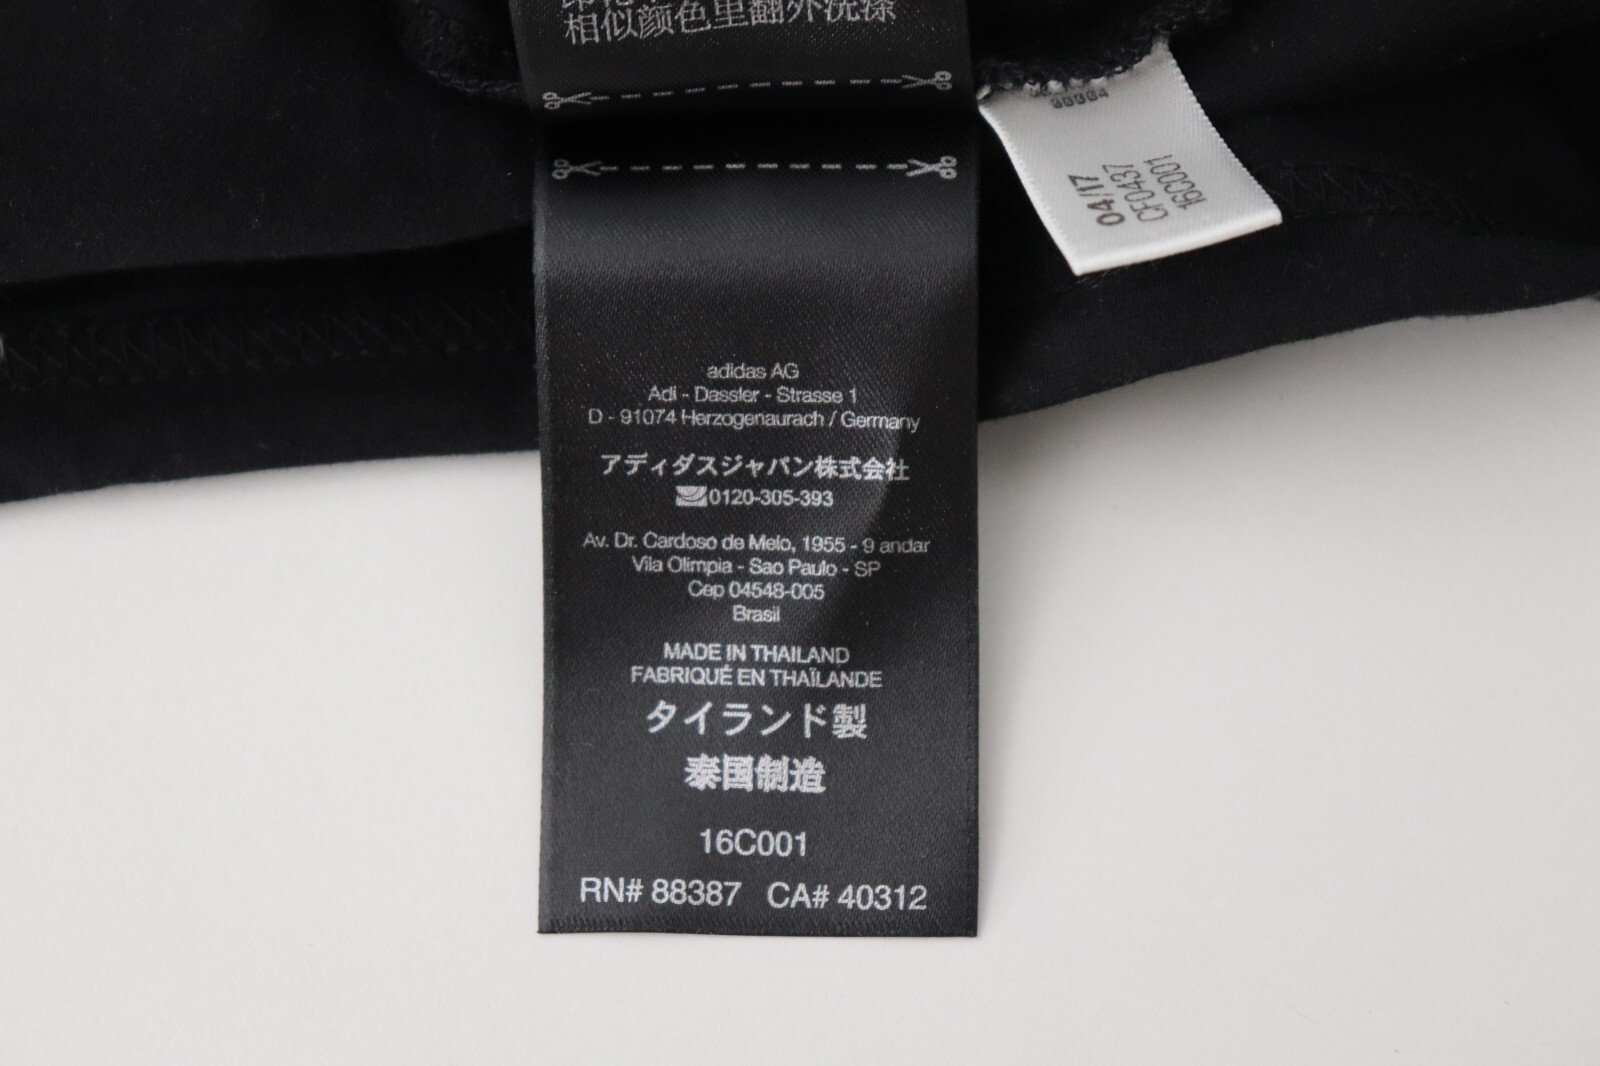 相似颜色里翻外洗涤
adidas AG
Adi - Dassler - Strasse 1
D - 91074 Herzogenaurach / Germany
アディダスジャパン株式会社
0120-305-393
Av. Dr. Cardoso de Melo, 1955 - 9 andar
Vila Olimpia - Sao Paulo - SP
Cep 04548-005
Brasil
MADE IN THAILAND
FABRIQUÉ EN THAÏLANDE
タイランド製
泰国制造
16C001
RN# 88387 CA# 40312
04/17
CF0437
16C001